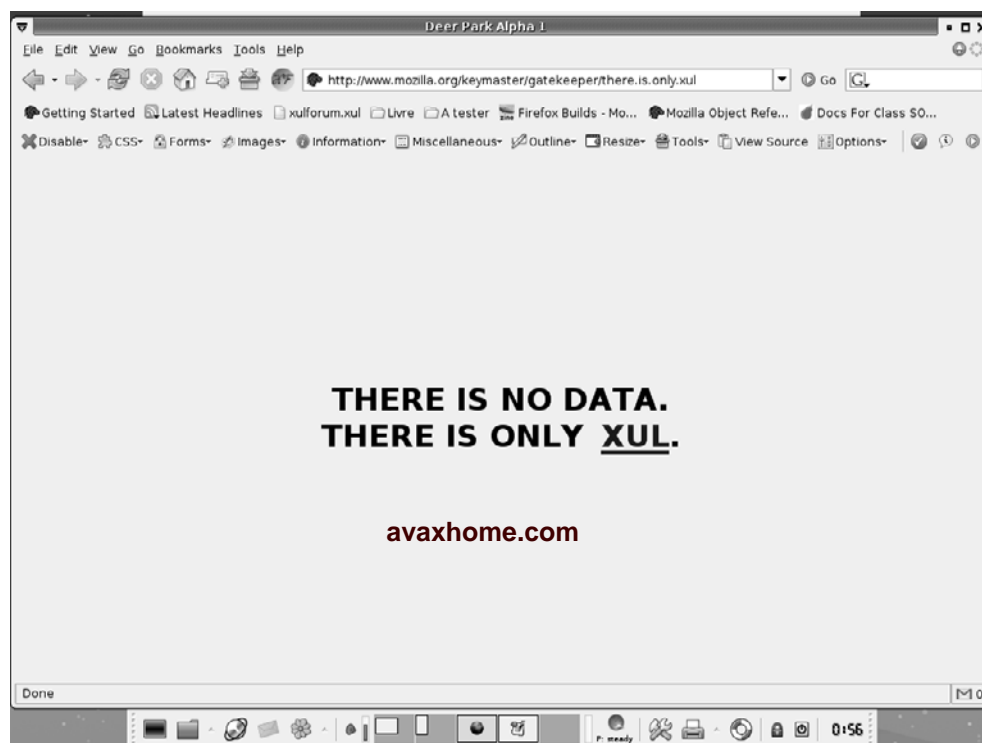 Deer Park Alpha 1
File Edit View Go Bookmarks Tools Help
http://www.mozilla.org/keymaster/gatekeeper/there.is.only.xul Go G
Getting Started Latest Headlines xulforum.xul Livre A tester Firefox Builds - Mo... Mozilla Object Refe... Docs For Class SO...
Disable CSS Forms Images Information Miscellaneous Outline Resize Tools View Source Options
THERE IS NO DATA.
THERE IS ONLY XUL.
avaxhome.com
Done 0
P: ready 0:56